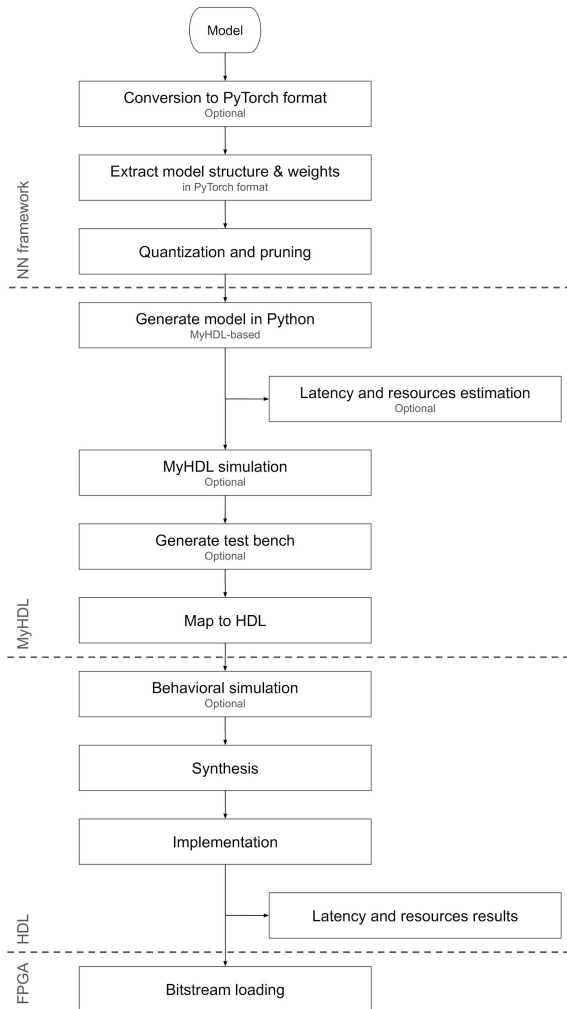 Model
Conversion to PyTorch format
Optional
Extract model structure & weights
in PyTorch format
Quantization and pruning
NN framework
Generate model in Python
MyHDL-based
Latency and resources estimation
Optional
MyHDL simulation
Optional
Generate test bench
Optional
Map to HDL
MyHDL
Behavioral simulation
Optional
Synthesis
Implementation
Latency and resources results
HDL
Bitstream loading
FPGA